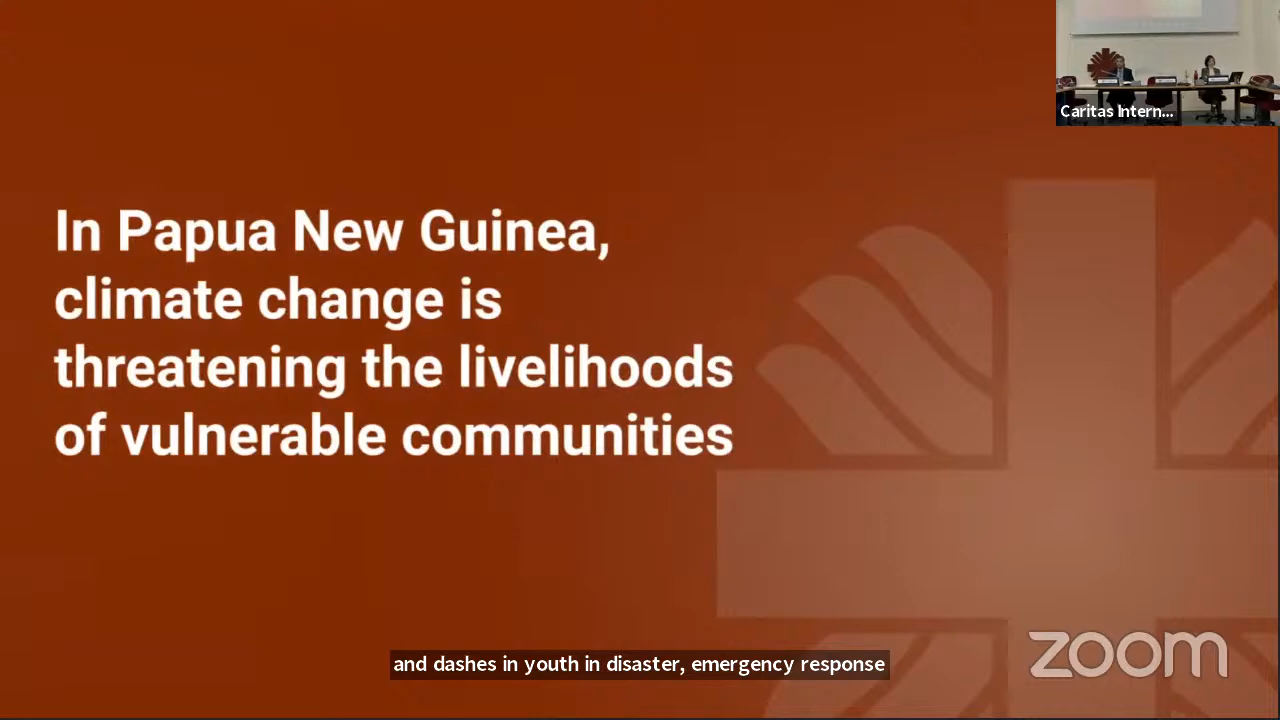 Caritas Intern...
In Papua New Guinea,
climate change is
threatening the livelihoods
of vulnerable communities
and dashes in youth in disaster, emergency response
zoom